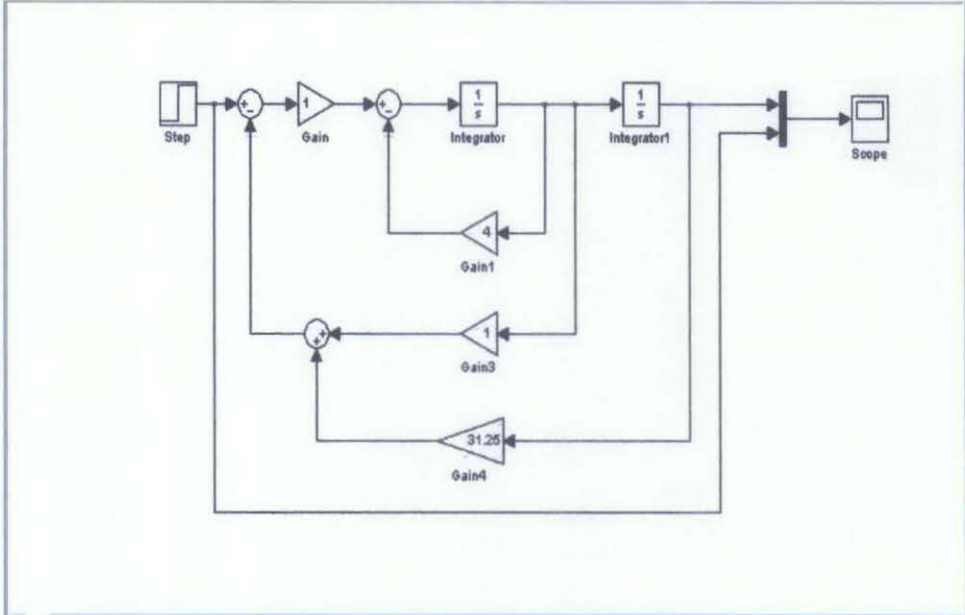 Step
+
-
1
Gain
+
-
1
s
Integrator
1
s
Integrator1
Scope
4
Gain1
+
+
1
Gain3
31.25
Gain4